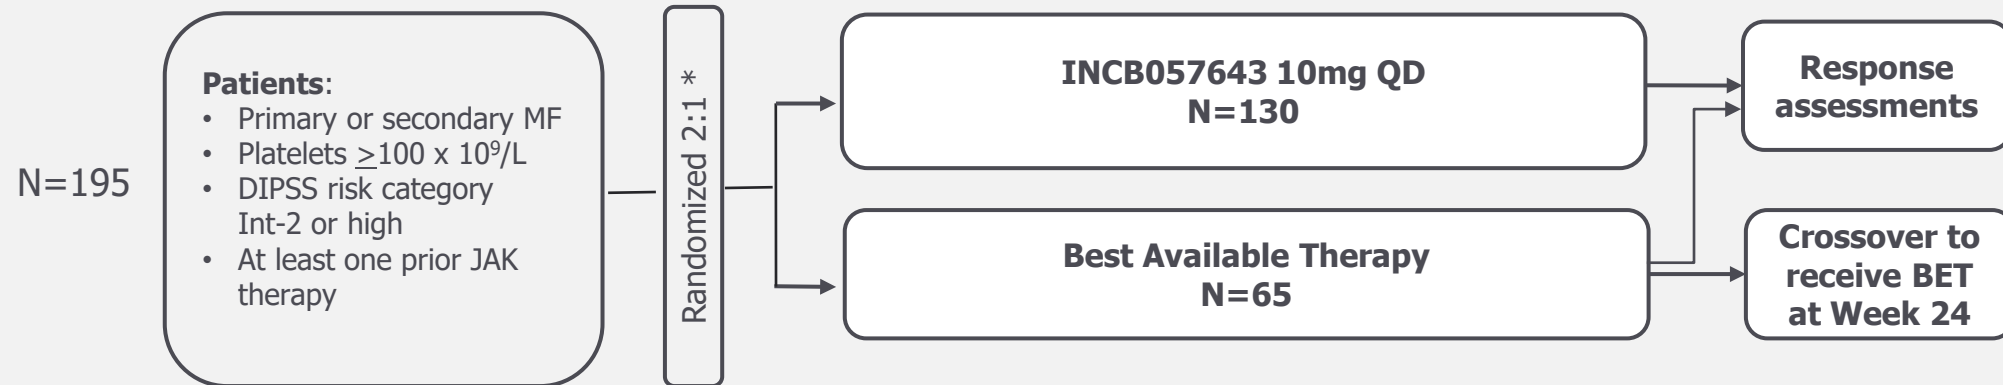 N=195
Patients:
• Primary or secondary MF
• Platelets ≥100 x 10⁹/L
• DIPSS risk category
Int-2 or high
• At least one prior JAK
therapy
Randomized 2:1 *
INCB057643 10mg QD
N=130
Best Available Therapy
N=65
Response
assessments
Crossover to
receive BET
at Week 24